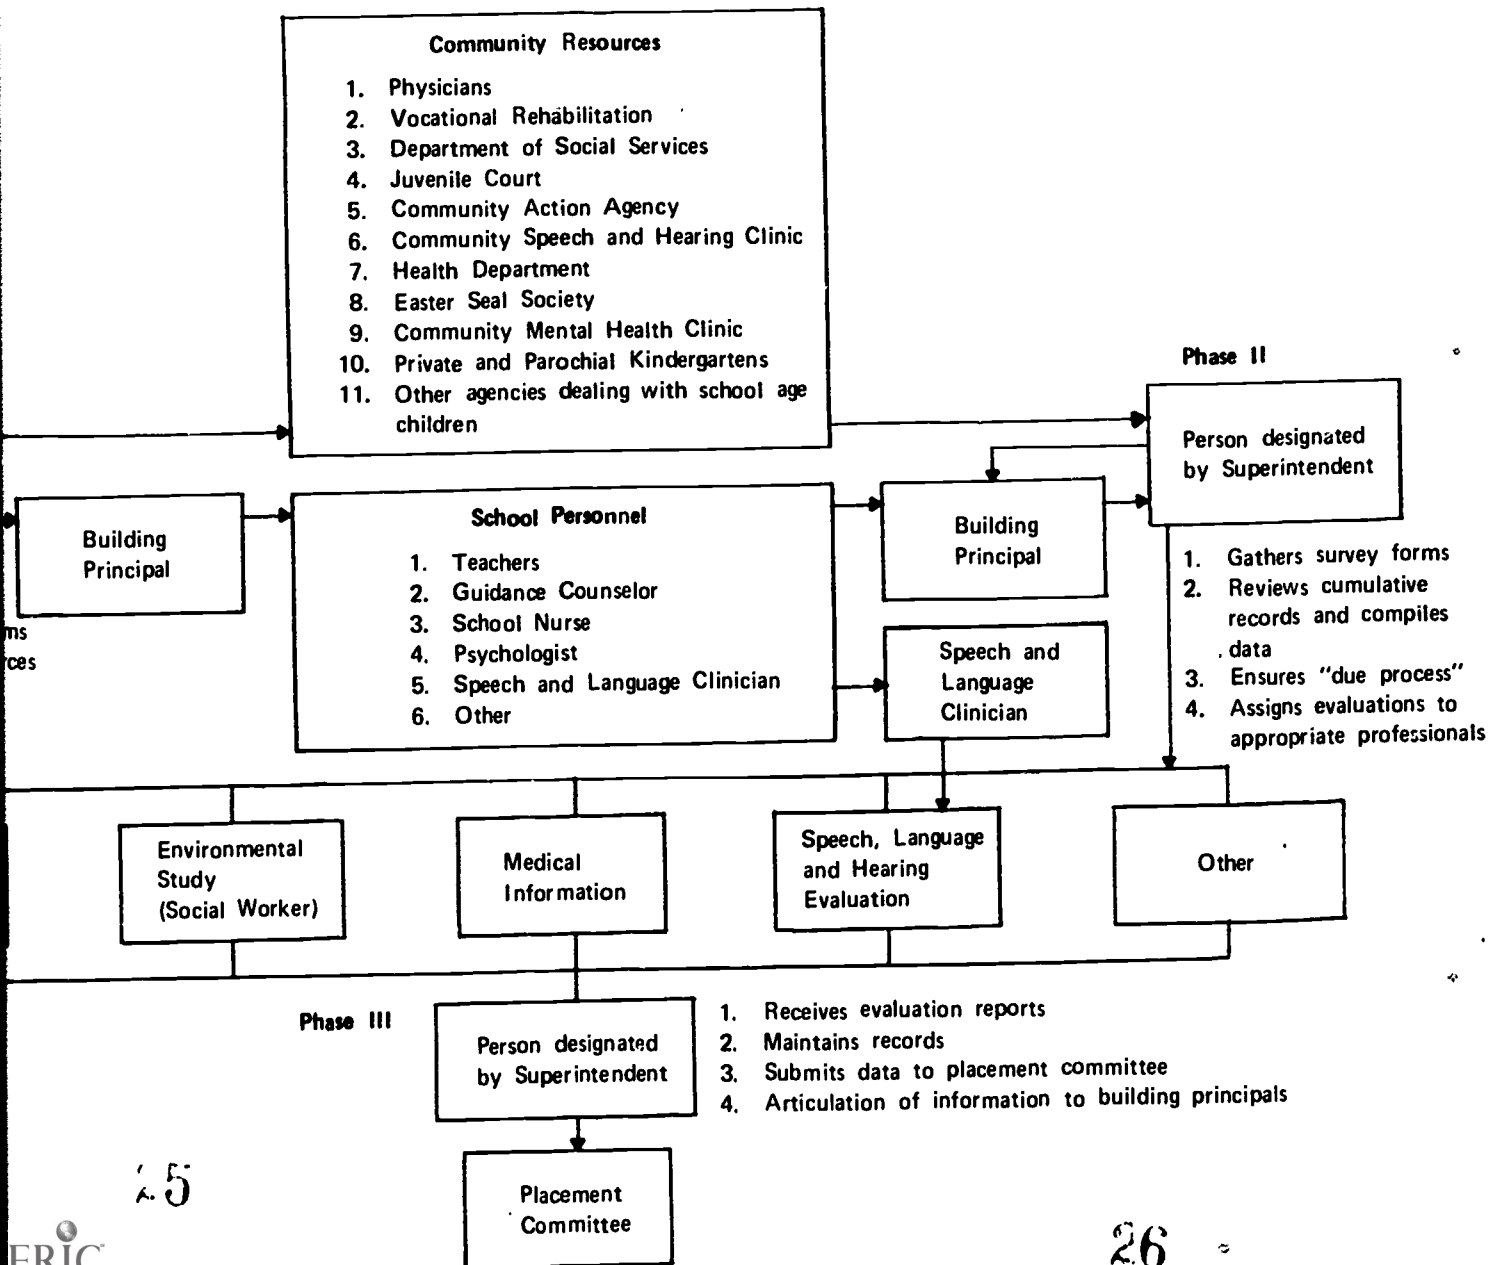 Community Resources
1. Physicians
2. Vocational Rehabilitation
3. Department of Social Services
4. Juvenile Court
5. Community Action Agency
6. Community Speech and Hearing Clinic
7. Health Department
8. Easter Seal Society
9. Community Mental Health Clinic
10. Private and Parochial Kindergartens
11. Other agencies dealing with school age
children
Phase II
Person designated
by Superintendent
Building
Principal
School Personnel
1. Teachers
2. Guidance Counselor
3. School Nurse
4. Psychologist
5. Speech and Language Clinician
6. Other
Building
Principal
Speech and
Language
Clinician
1. Gathers survey forms
2. Reviews cumulative
records and compiles
data
3. Ensures "due process"
4. Assigns evaluations to
appropriate professionals
ms
rces
Environmental
Study
(Social Worker)
Medical
Information
Speech, Language
and Hearing
Evaluation
Other
Phase III
Person designated
by Superintendent
1. Receives evaluation reports
2. Maintains records
3. Submits data to placement committee
4. Articulation of information to building principals
Placement
Committee
25
26
ERIC